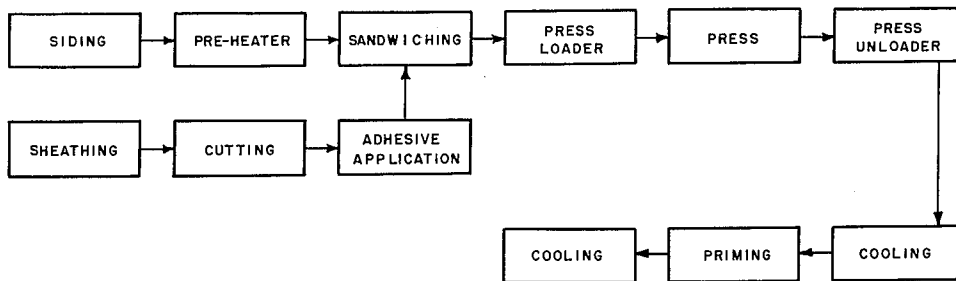 SIDING
PRE-HEATER
SANDWICHING
PRESS
LOADER
PRESS
PRESS
UNLOADER
SHEATHING
CUTTING
ADHESIVE
APPLICATION
COOLING
PRIMING
COOLING